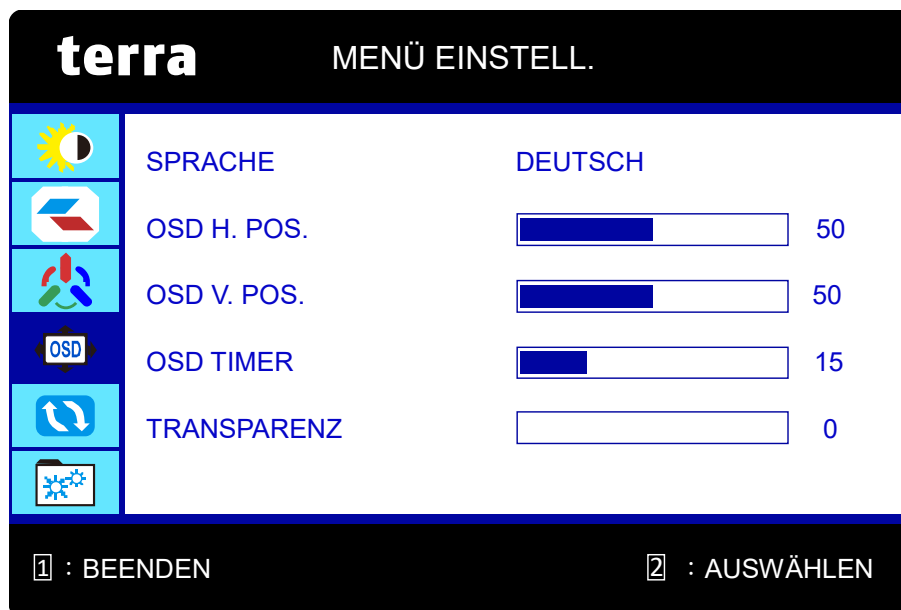 terra MENÜ EINSTELL.
SPRACHE DEUTSCH
OSD H. POS. 50
OSD V. POS. 50
OSD OSD TIMER 15
TRANSPARENZ 0
1 : BEENDEN 2 : AUSWÄHLEN